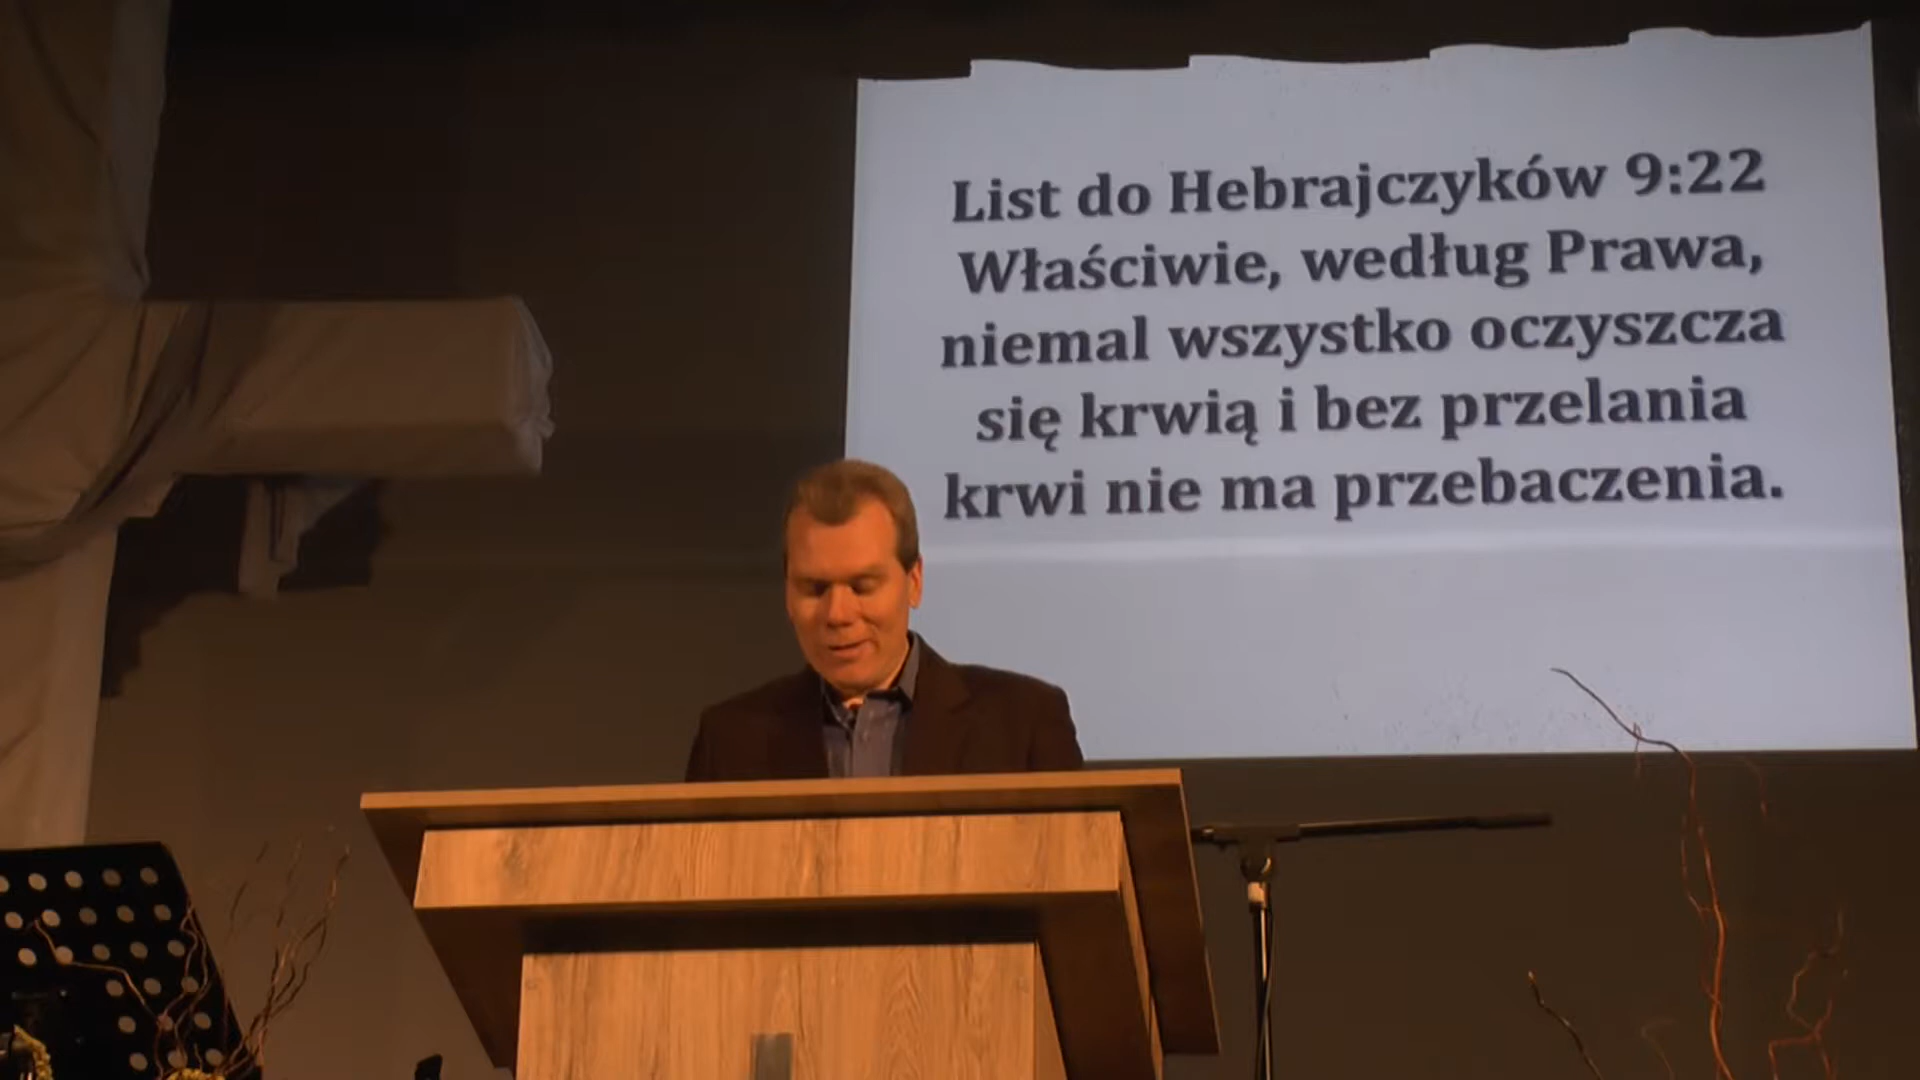 List do Hebrajczyków 9:22
Właściwie, według Prawa,
niemal wszystko oczyszcza
się krwią i bez przelania
krwi nie ma przebaczenia.